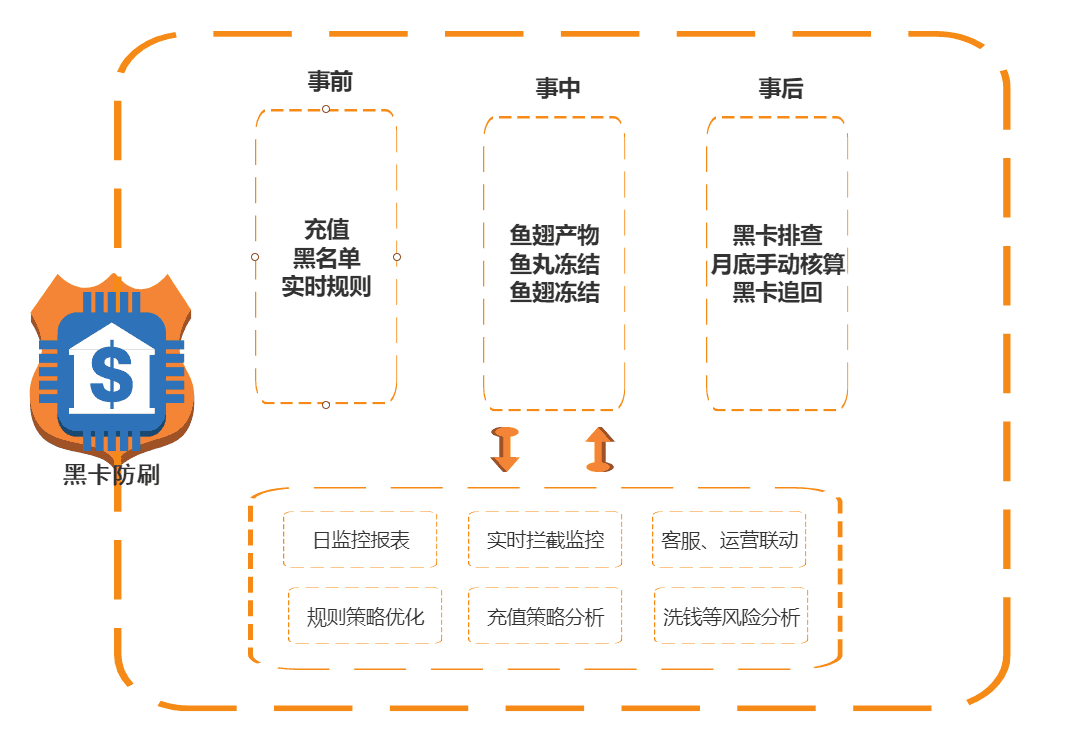 事前
充值
黑名单
实时规则
事中
鱼翅产物
鱼丸冻结
鱼翅冻结
事后
黑卡排查
月底手动核算
黑卡追回
$
黑卡防刷
日监控报表
实时拦截监控
客服、运营联动
规则策略优化
充值策略分析
洗钱等风险分析